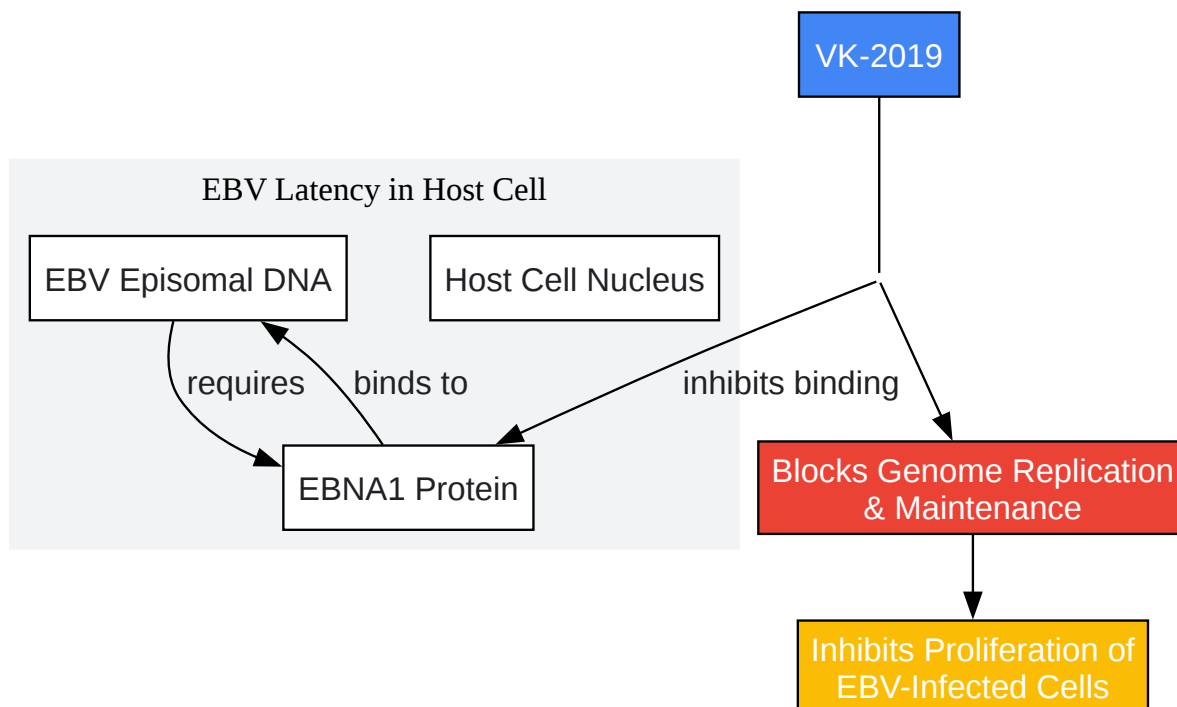 VK-2019
EBV Latency in Host Cell
EBV Episomal DNA
Host Cell Nucleus
requires
binds to
inhibits binding
EBNA1 Protein
Blocks Genome Replication
& Maintenance
Inhibits Proliferation of
EBV-Infected Cells